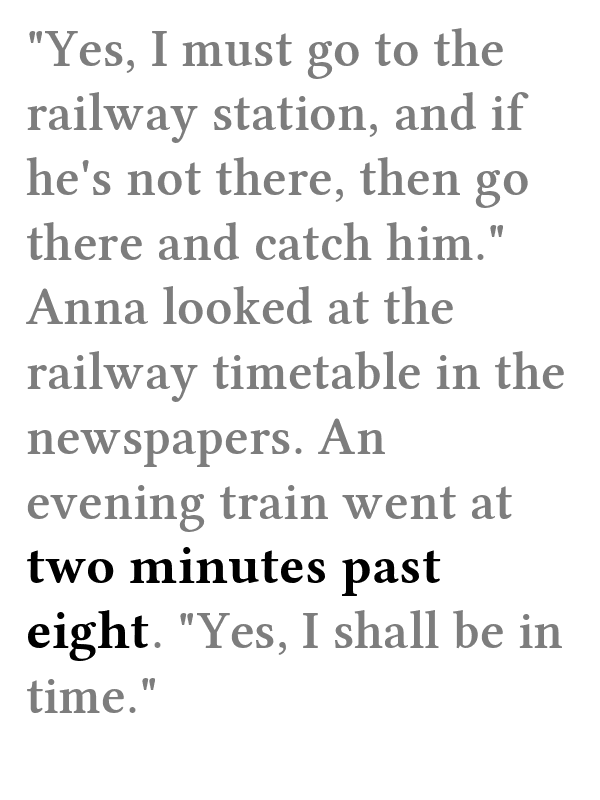 "Yes, I must go to the
railway station, and if
he's not there, then go
there and catch him."
Anna looked at the
railway timetable in the
newspapers. An
evening train went at
two minutes past
eight. "Yes, I shall be in
time."